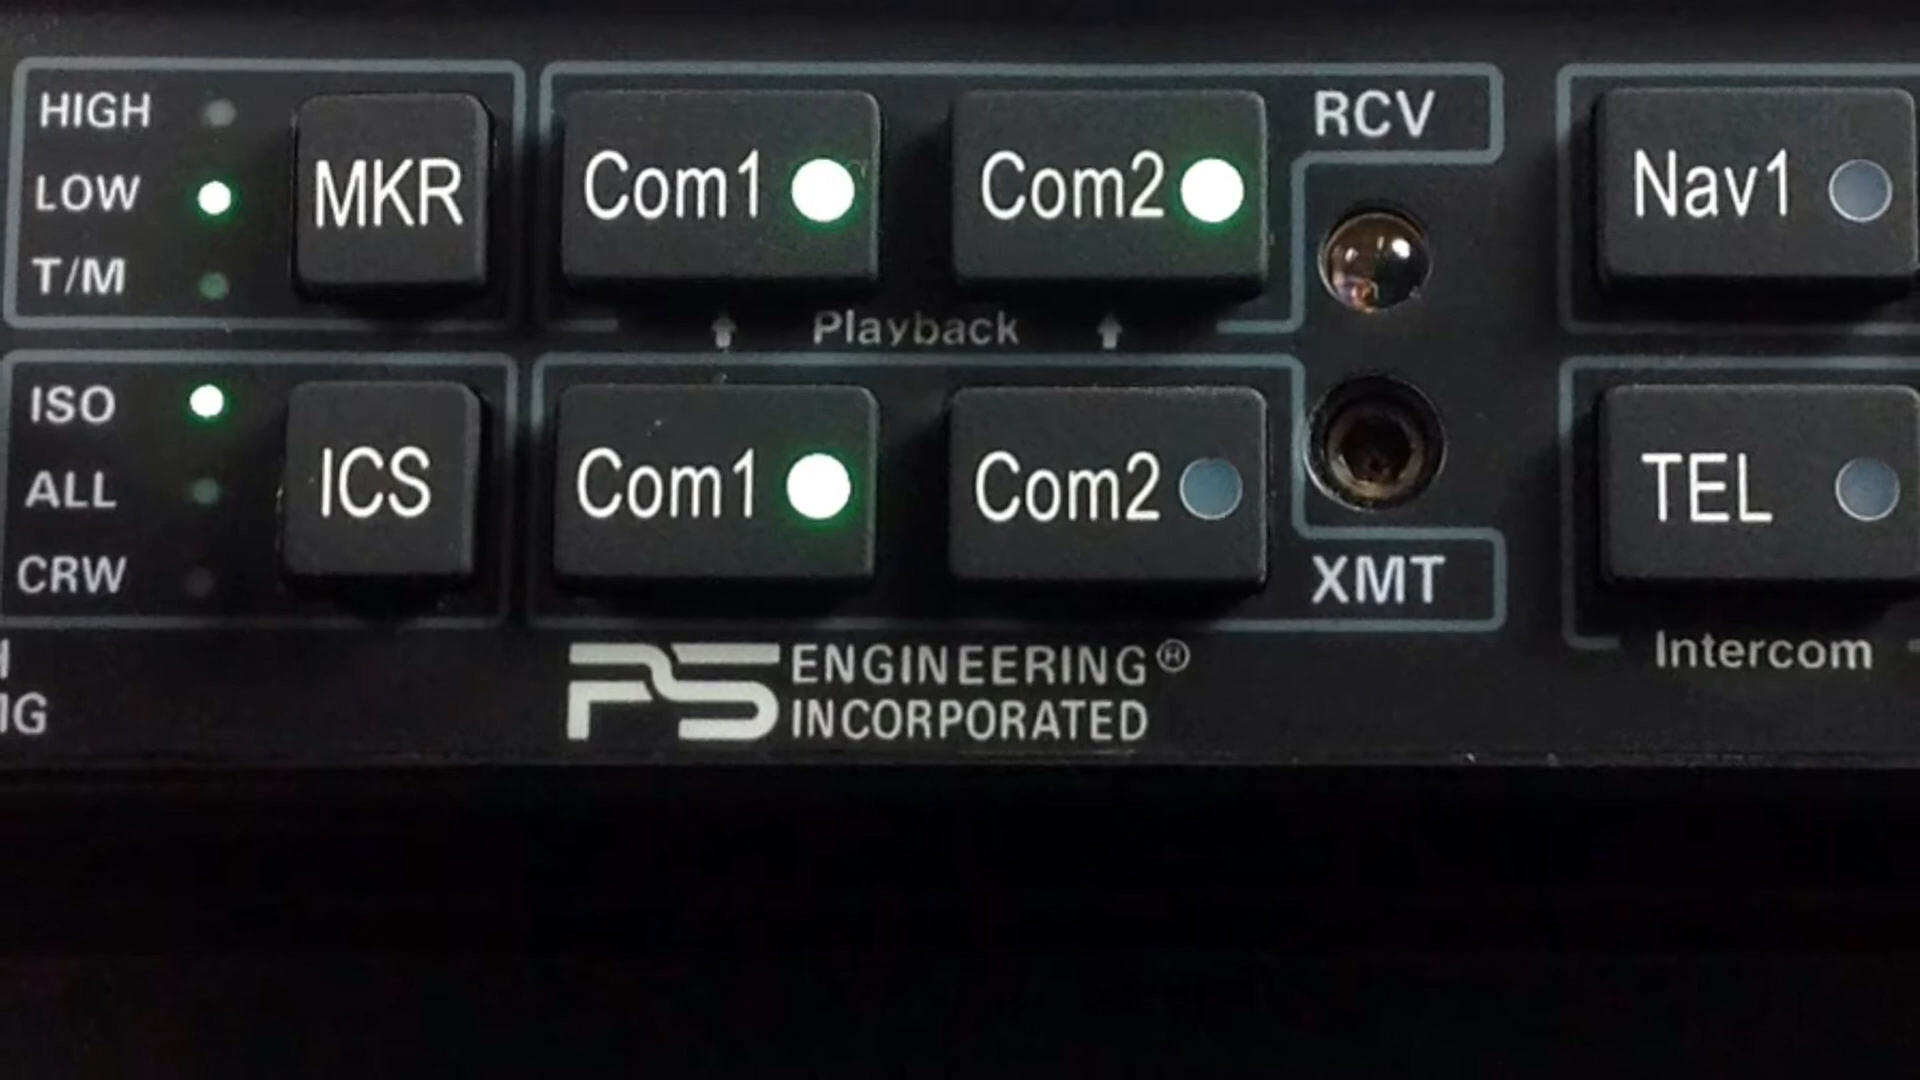 HIGH
LOW
T/M
MKR
Com1
Com2
RCV
Nav1
Playback
ISO
ALL
CRW
ICS
Com1
Com2
XMT
TEL
Intercom
PS ENGINEERING®
INCORPORATED